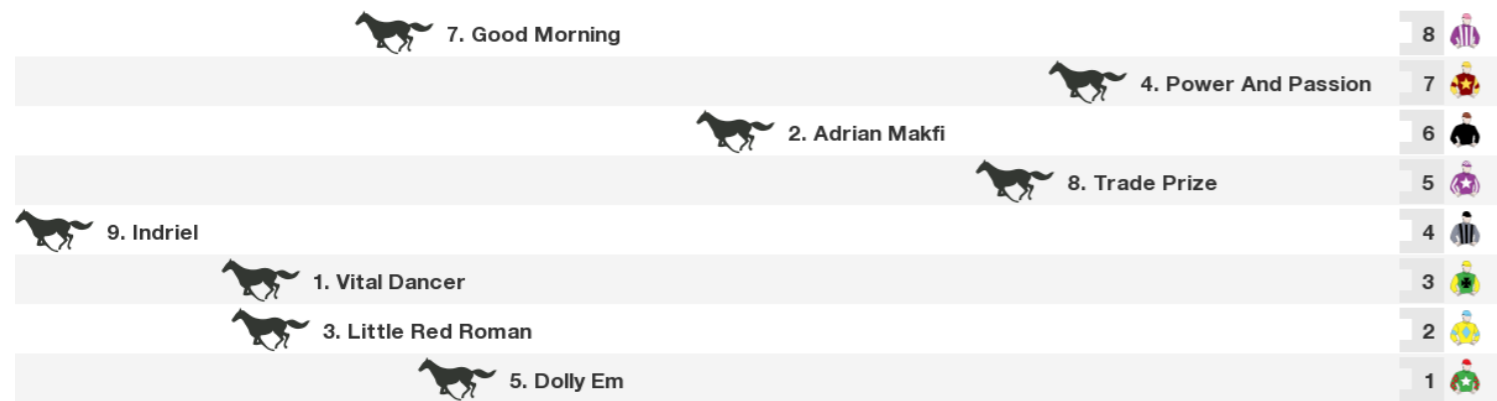 7. Good Morning 8
4. Power And Passion 7
2. Adrian Makfi 6
8. Trade Prize 5
9. Indriel 4
1. Vital Dancer 3
3. Little Red Roman 2
5. Dolly Em 1